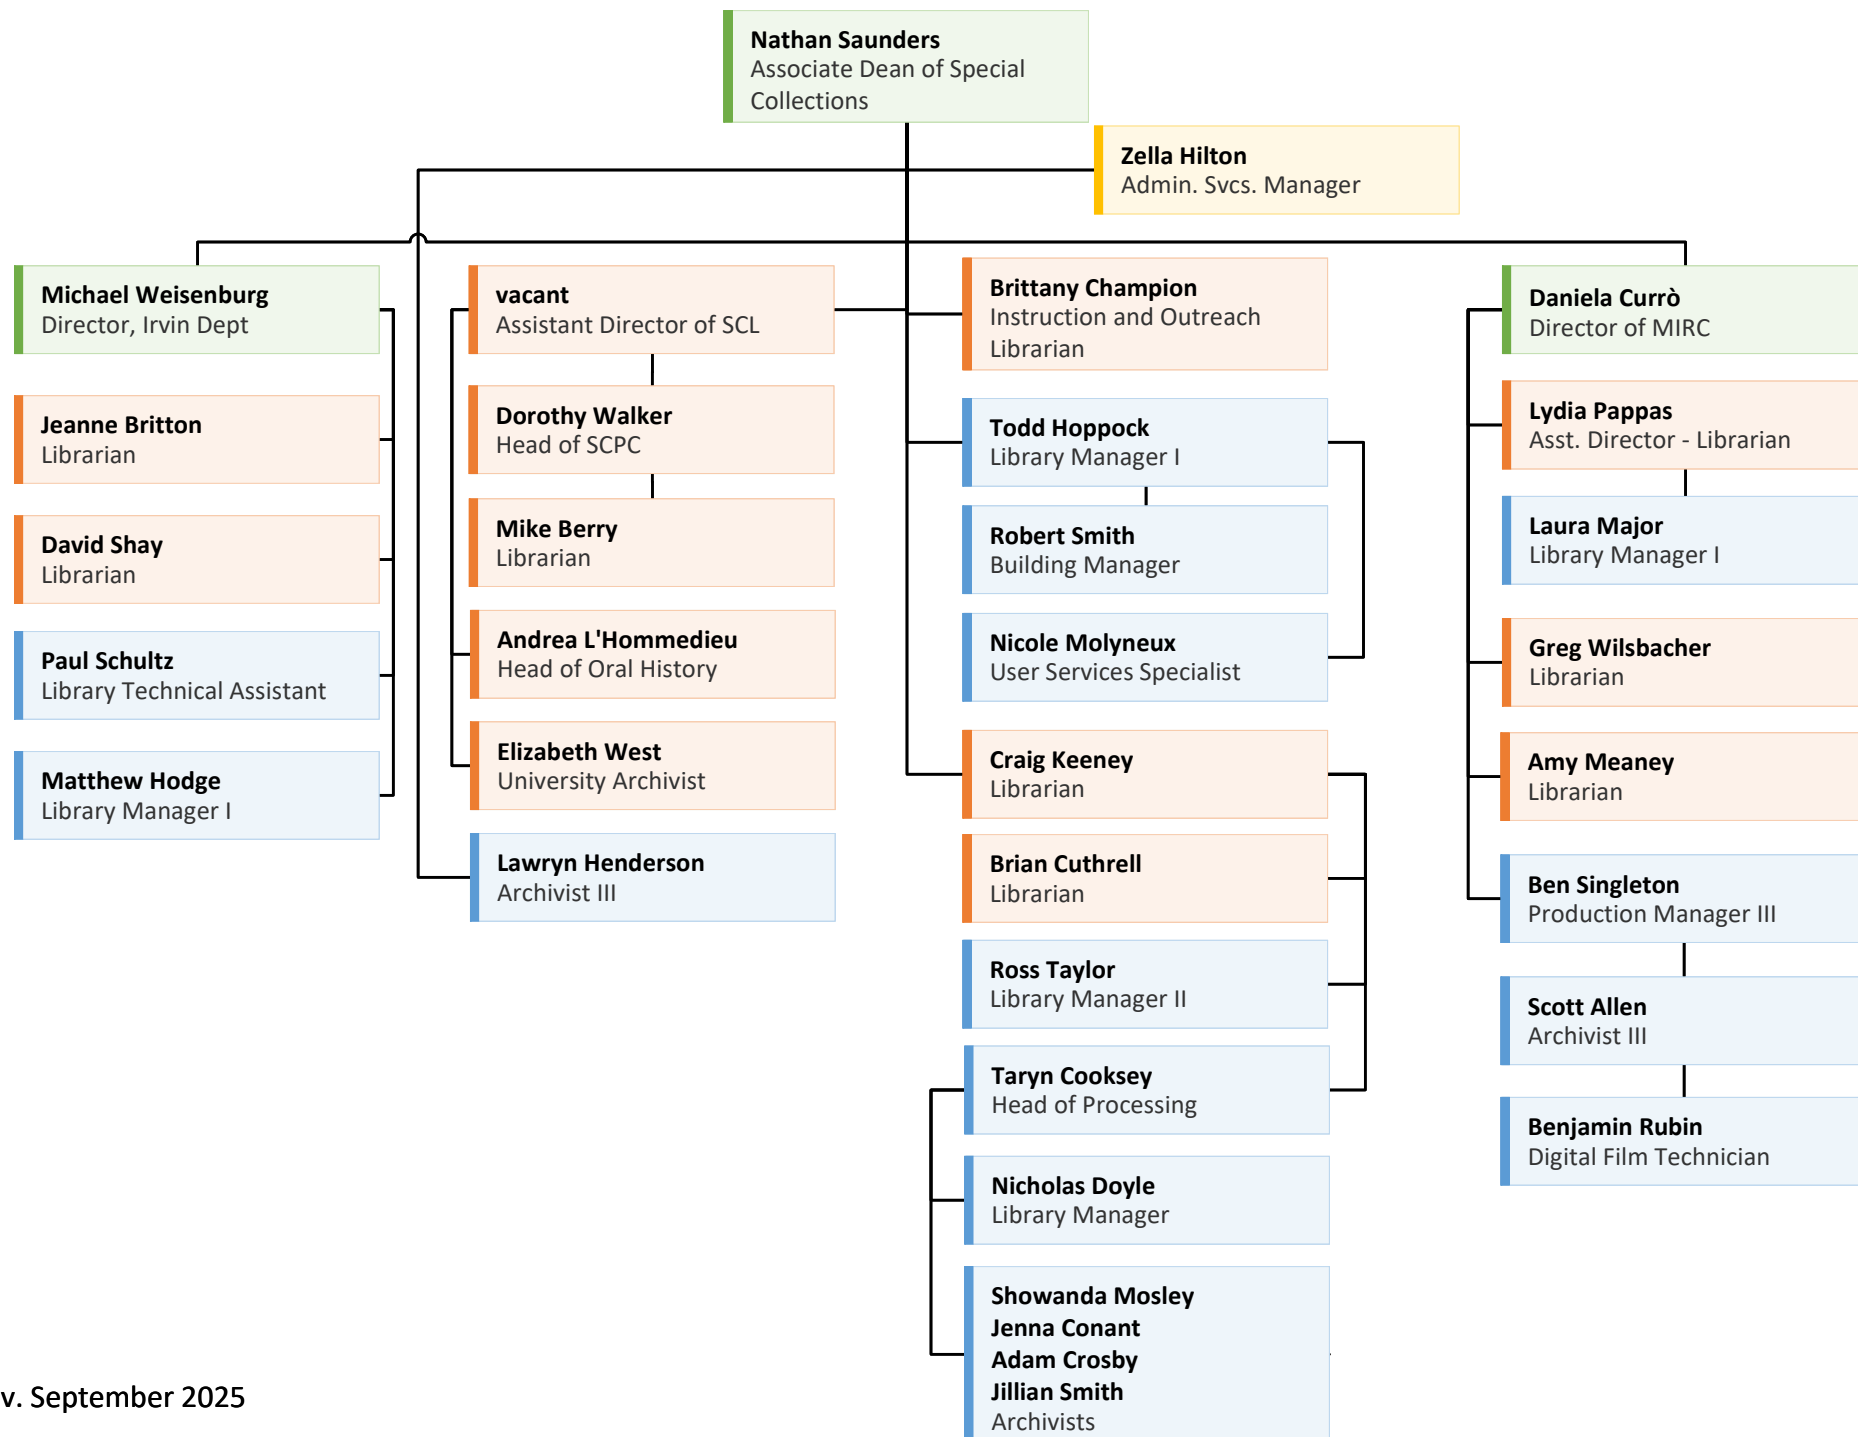 Nathan Saunders
Associate Dean of Special
Collections
Zella Hilton
Admin. Svcs. Manager
Michael Weisenburg
Director, Irvin Dept
Jeanne Britton
Librarian
David Shay
Librarian
Paul Schultz
Library Technical Assistant
Matthew Hodge
Library Manager I
vacant
Assistant Director of SCL
Dorothy Walker
Head of SCPC
Mike Berry
Librarian
Andrea L'Hommedieu
Head of Oral History
Elizabeth West
University Archivist
Lawryn Henderson
Archivist III
Brittany Champion
Instruction and Outreach
Librarian
Todd Hoppock
Library Manager I
Robert Smith
Building Manager
Nicole Molyneux
User Services Specialist
Craig Keeney
Librarian
Brian Cuthrell
Librarian
Ross Taylor
Library Manager II
Taryn Cooksey
Head of Processing
Nicholas Doyle
Library Manager
Showanda Mosley
Jenna Conant
Adam Crosby
Jillian Smith
Archivists
Daniela Currò
Director of MIRC
Lydia Pappas
Asst. Director - Librarian
Laura Major
Library Manager I
Greg Wilsbacher
Librarian
Amy Meaney
Librarian
Ben Singleton
Production Manager III
Scott Allen
Archivist III
Benjamin Rubin
Digital Film Technician
v. September 2025